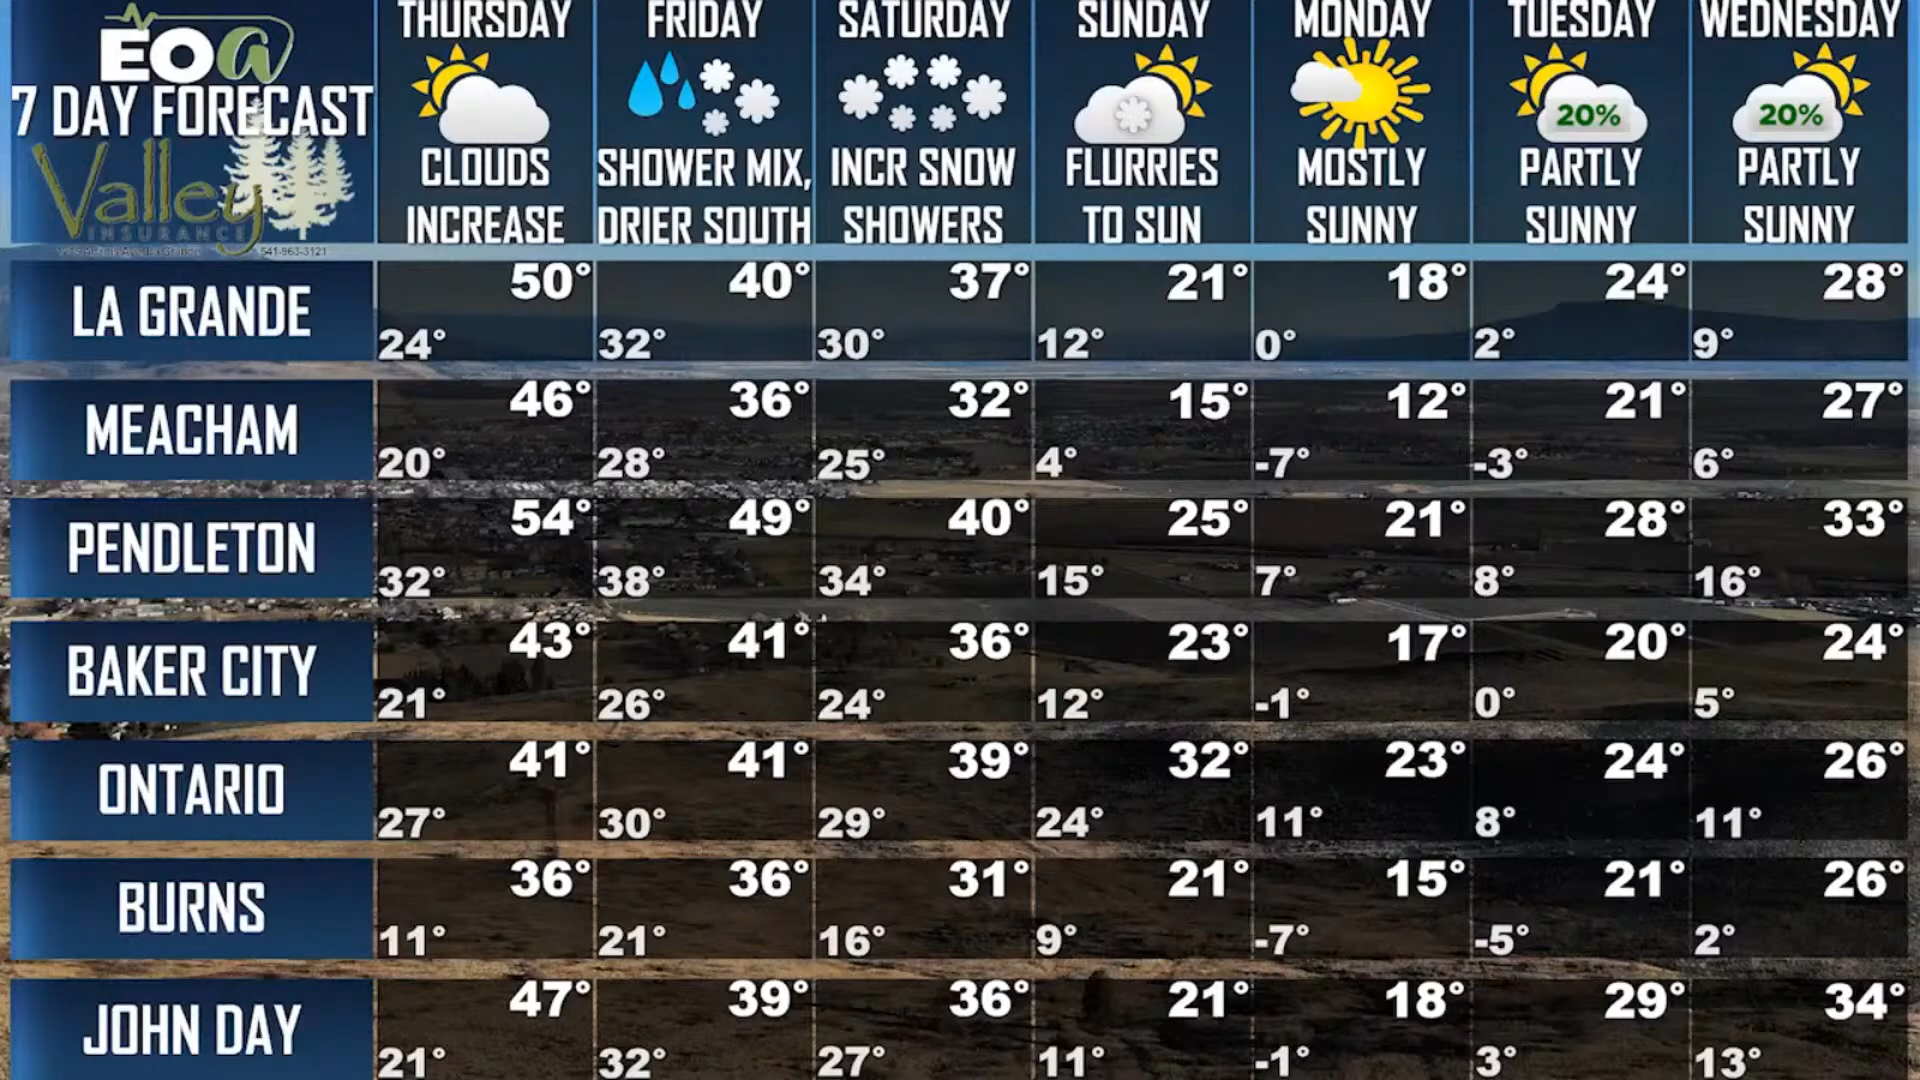 EO@
7 DAY FORECAST
Valley
INSURANCE
541-963-3121
THURSDAY FRIDAY SATURDAY SUNDAY MONDAY TUESDAY WEDNESDAY
20% 20%
CLOUDS INCREASE
SHOWER MIX, DRIER SOUTH
INCR SNOW SHOWERS
FLURRIES TO SUN
MOSTLY SUNNY
PARTLY SUNNY
PARTLY SUNNY
LA GRANDE
50° 40° 37° 21° 18° 24° 28°
24° 32° 30° 12° 0° 2° 9°
MEACHAM
46° 36° 32° 15° 12° 21° 27°
20° 28° 25° 4° -7° -3° 6°
PENDLETON
54° 49° 40° 25° 21° 28° 33°
32° 38° 34° 15° 7° 8° 16°
BAKER CITY
43° 41° 36° 23° 17° 20° 24°
21° 26° 24° 12° -1° 0° 5°
ONTARIO
41° 41° 39° 32° 23° 24° 26°
27° 30° 29° 24° 11° 8° 11°
BURNS
36° 36° 31° 21° 15° 21° 26°
11° 21° 16° 9° -7° -5° 2°
JOHN DAY
47° 39° 36° 21° 18° 29° 34°
21° 32° 27° 11° -1° 3° 13°